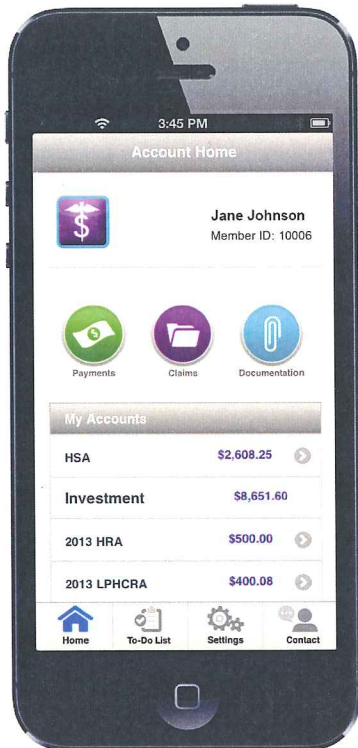 3:45 PM
Account Home
Jane Johnson
Member ID: 10006
Payments Claims Documentation
My Accounts
HSA $2,608.25
Investment $8,651.60
2013 HRA $500.00
2013 LPHCRA $400.08
Home To-Do List Settings Contact